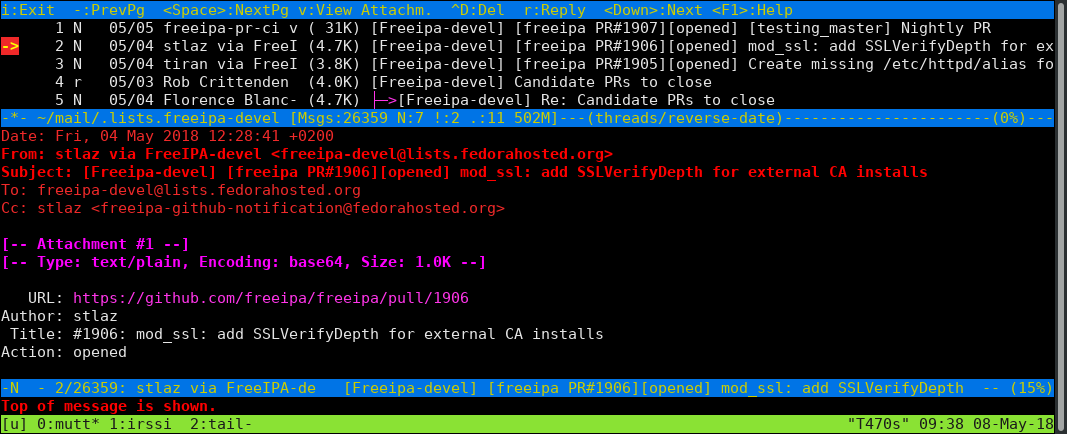 i:Exit  -:PrevPg  <Space>:NextPg v:View Attachm.  ^D:Del  r:Reply  <Down>:Next <F1>:Help
      1 N   05/05 freeipa-pr-ci v ( 31K) [Freeipa-devel] [freeipa PR#1907][opened] [testing_master] Nightly PR
->    2 N   05/04 stlaz via FreeI (4.7K) [Freeipa-devel] [freeipa PR#1906][opened] mod_ssl: add SSLVerifyDepth for ex
      3 N   05/04 tiran via FreeI (3.8K) [Freeipa-devel] [freeipa PR#1905][opened] Create missing /etc/httpd/alias fo
      4 r   05/03 Rob Crittenden  (4.0K) [Freeipa-devel] Candidate PRs to close
      5 N   05/04 Florence Blanc- (4.7K) ├─>[Freeipa-devel] Re: Candidate PRs to close
-*- ~/mail/.lists.freeipa-devel [Msgs:26359 N:7 !:2 .:11 502M]---(threads/reverse-date)-----------------------(0%)---
Date: Fri, 04 May 2018 12:28:41 +0200
From: stlaz via FreeIPA-devel <freeipa-devel@lists.fedorahosted.org>
Subject: [Freeipa-devel] [freeipa PR#1906][opened] mod_ssl: add SSLVerifyDepth for external CA installs
To: freeipa-devel@lists.fedorahosted.org
Cc: stlaz <freeipa-github-notification@fedorahosted.org>
[-- Attachment #1 --]
[-- Type: text/plain, Encoding: base64, Size: 1.0K --]
   URL: https://github.com/freeipa/freeipa/pull/1906
Author: stlaz
 Title: #1906: mod_ssl: add SSLVerifyDepth for external CA installs
Action: opened
-N  - 2/26359: stlaz via FreeIPA-de   [Freeipa-devel] [freeipa PR#1906][opened] mod_ssl: add SSLVerifyDepth  -- (15%)
Top of message is shown.
[u] 0:mutt* 1:irssi  2:tail-                                                                  "T470s" 09:38 08-May-18